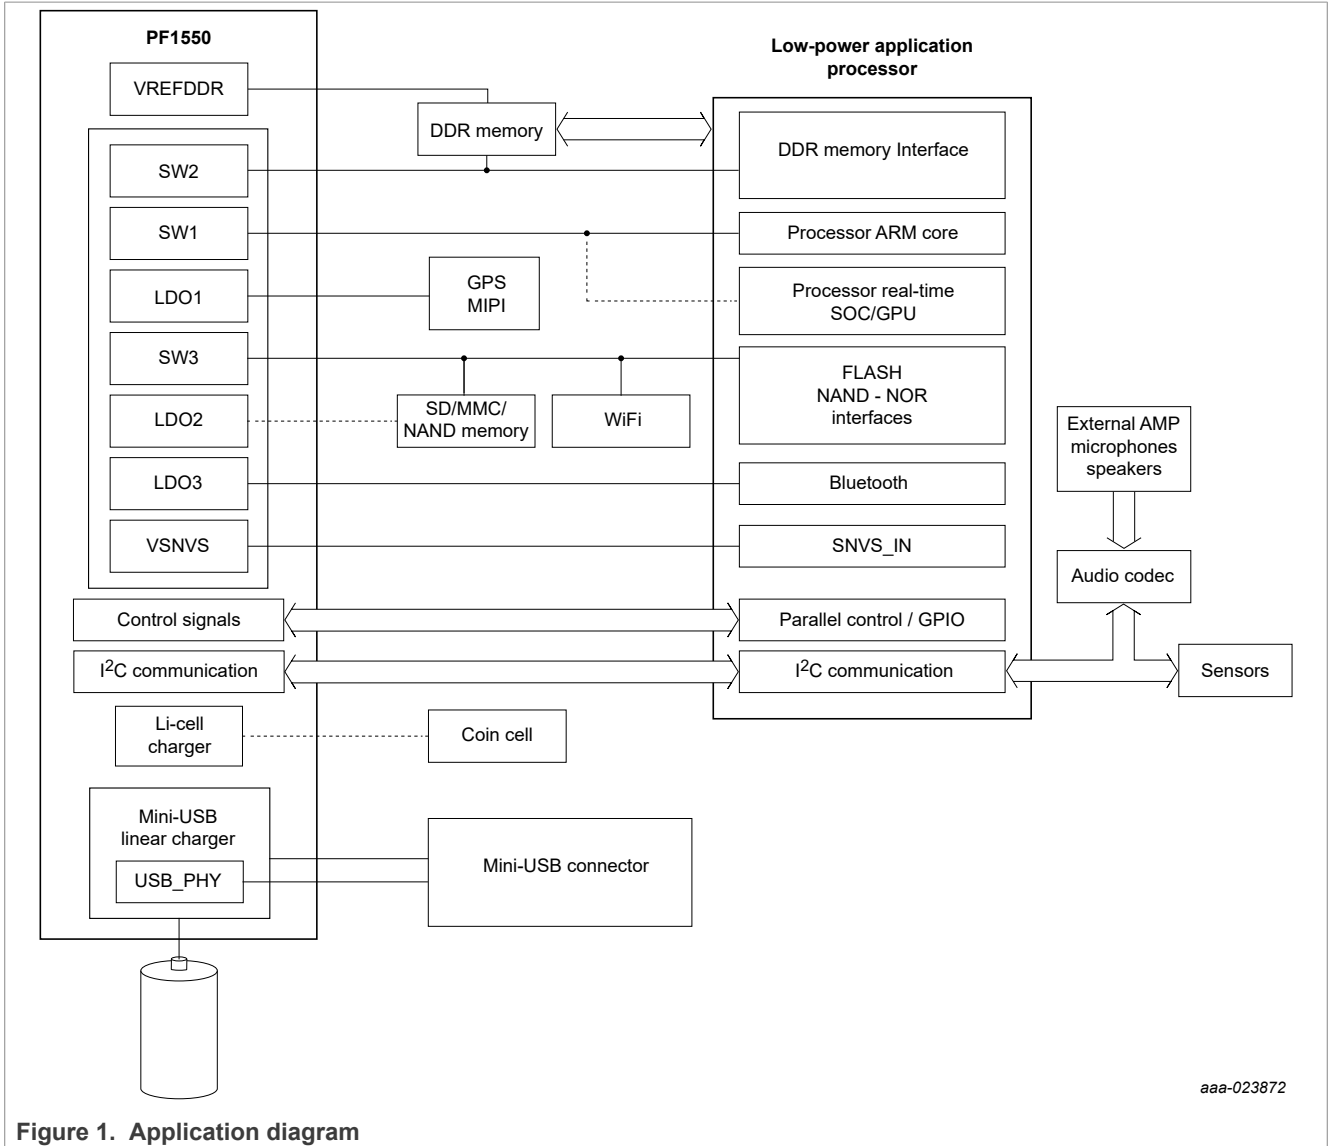 PF1550
Low-power application
processor
VREFDDR
DDR memory
DDR memory Interface
SW2
SW1
Processor ARM core
LDO1
GPS
MIPI
Processor real-time
SOC/GPU
SW3
FLASH
NAND - NOR
interfaces
LDO2
SD/MMC/
NAND memory
WiFi
External AMP
microphones
speakers
LDO3
Bluetooth
VSNVS
SNVS_IN
Audio codec
Control signals
Parallel control / GPIO
I2C communication
I2C communication
Sensors
Li-cell
charger
Coin cell
Mini-USB
linear charger
USB_PHY
Mini-USB connector
aaa-023872
Figure 1. Application diagram